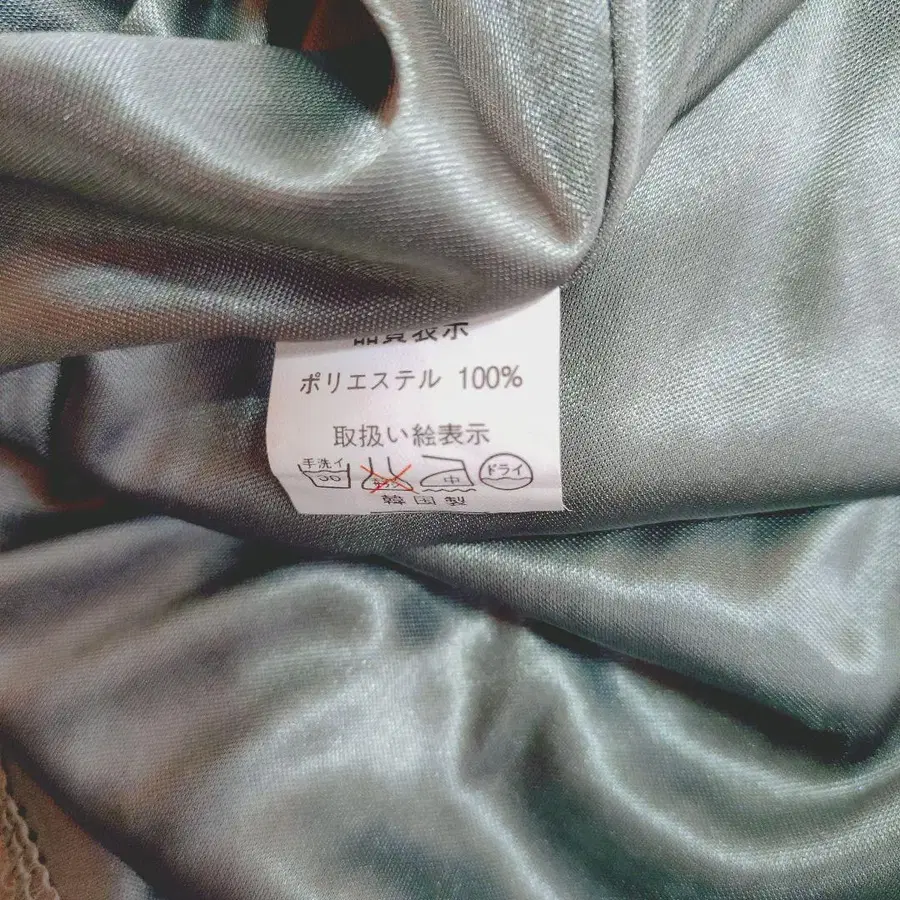 品質表示
ポリエステル 100%
取扱い絵表示
手洗イ 中 ドライ
韓国製